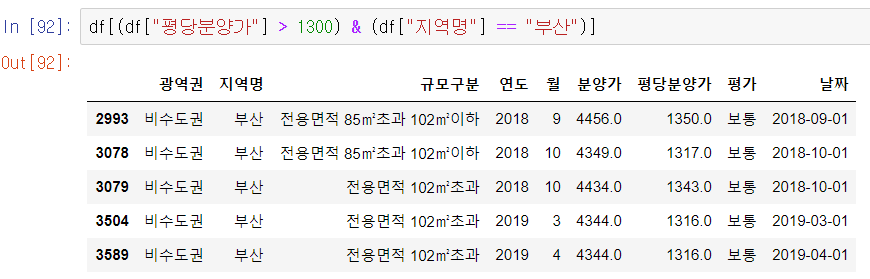 In [92]: df[(df["평당분양가"] > 1300) & (df["지역명"] == "부산")]
Out[92]:
광역권 지역명 규모구분 연도 월 분양가 평당분양가 평가 날짜
2993 비수도권 부산 전용면적 85㎡초과 102㎡이하 2018 9 4456.0 1350.0 보통 2018-09-01
3078 비수도권 부산 전용면적 85㎡초과 102㎡이하 2018 10 4349.0 1317.0 보통 2018-10-01
3079 비수도권 부산 전용면적 102㎡초과 2018 10 4434.0 1343.0 보통 2018-10-01
3504 비수도권 부산 전용면적 102㎡초과 2019 3 4344.0 1316.0 보통 2019-03-01
3589 비수도권 부산 전용면적 102㎡초과 2019 4 4344.0 1316.0 보통 2019-04-01